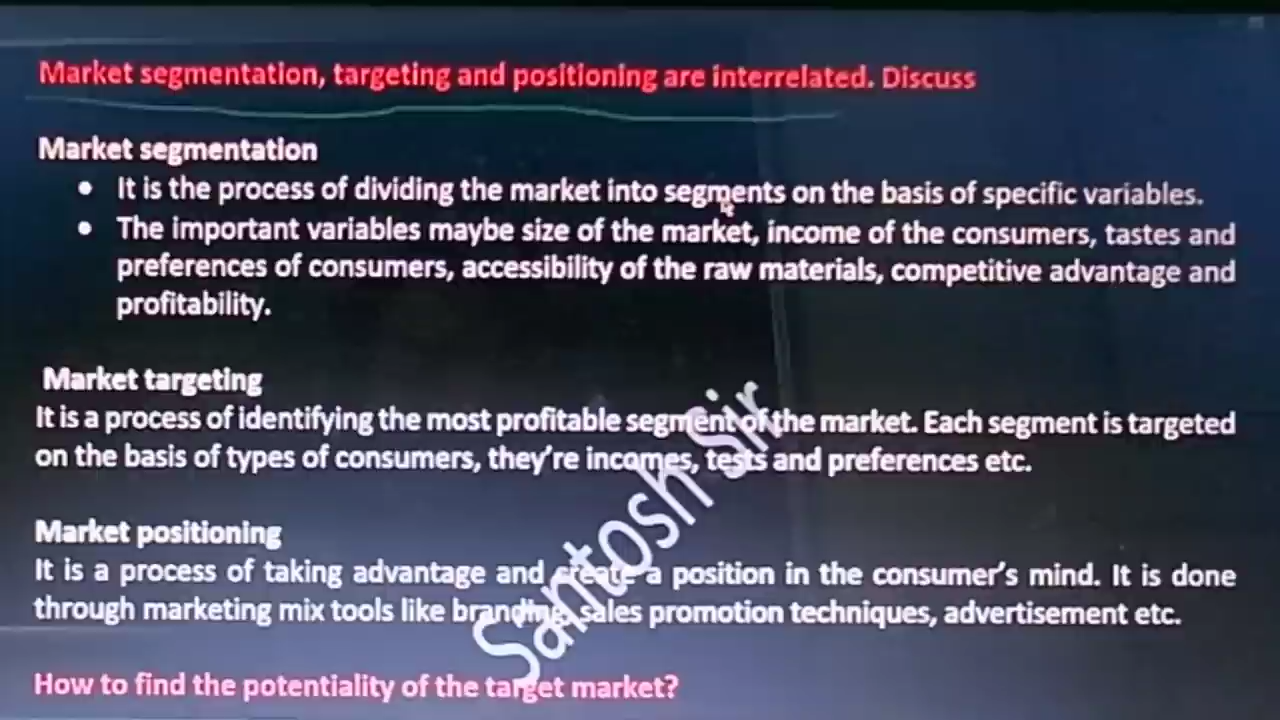 Market segmentation, targeting and positioning are interrelated. Discuss
Market segmentation
• It is the process of dividing the market into segments on the basis of specific variables.
• The important variables maybe size of the market, income of the consumers, tastes and
preferences of consumers, accessibility of the raw materials, competitive advantage and
profitability.
Market targeting
It is a process of identifying the most profitable segment of the market. Each segment is targeted
on the basis of types of consumers, they're incomes, tests and preferences etc.
Market positioning
It is a process of taking advantage and create a position in the consumer's mind. It is done
through marketing mix tools like branding, sales promotion techniques, advertisement etc.
Santosh Sir
How to find the potentiality of the target market?